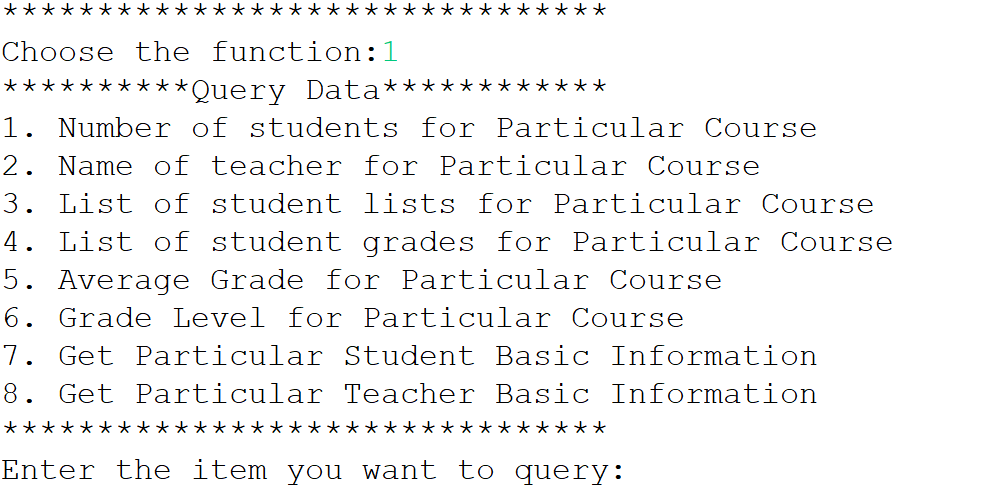 ********************************
Choose the function:1
**********Query Data************
1. Number of students for Particular Course
2. Name of teacher for Particular Course
3. List of student lists for Particular Course
4. List of student grades for Particular Course
5. Average Grade for Particular Course
6. Grade Level for Particular Course
7. Get Particular Student Basic Information
8. Get Particular Teacher Basic Information
********************************
Enter the item you want to query: